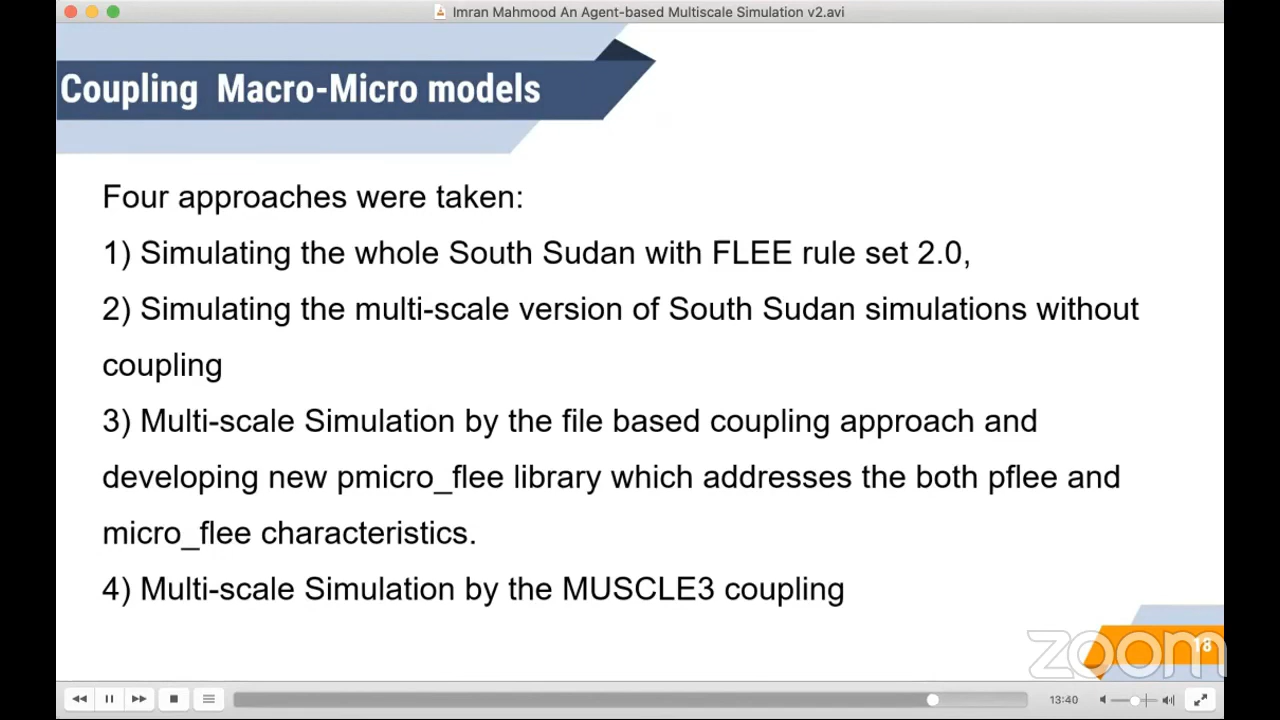 Imran Mahmood An Agent-based Multiscale Simulation v2.avi
Coupling Macro-Micro models
Four approaches were taken:
1) Simulating the whole South Sudan with FLEE rule set 2.0,
2) Simulating the multi-scale version of South Sudan simulations without
coupling
3) Multi-scale Simulation by the file based coupling approach and
developing new pmicro_flee library which addresses the both pflee and
micro_flee characteristics.
4) Multi-scale Simulation by the MUSCLE3 coupling
18
zoom
13:40